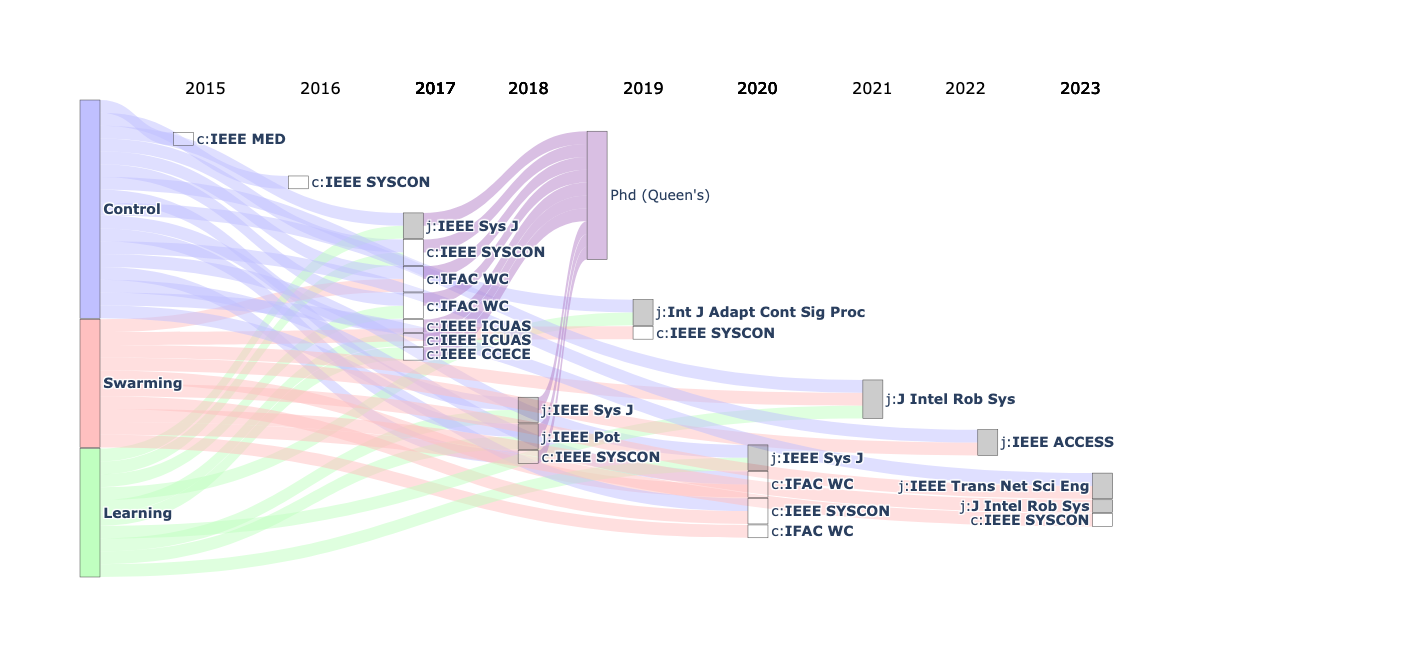 2015 2016 2017 2018 2019 2020 2021 2022 2023
c:IEEE MED
c:IEEE SYSCON
Phd (Queen's)
Control
j:IEEE Sys J
c:IEEE SYSCON
c:IFAC WC
c:IFAC WC
j:Int J Adapt Cont Sig Proc
c:IEEE ICUAS
c:IEEE SYSCON
c:IEEE ICUAS
c:IEEE CCECE
Swarming
j:J Intel Rob Sys
j:IEEE Sys J
j:IEEE Pot
j:IEEE ACCESS
c:IEEE SYSCON
j:IEEE Sys J
c:IFAC WC
j:IEEE Trans Net Sci Eng
j:J Intel Rob Sys
Learning
c:IEEE SYSCON
c:IEEE SYSCON
c:IFAC WC